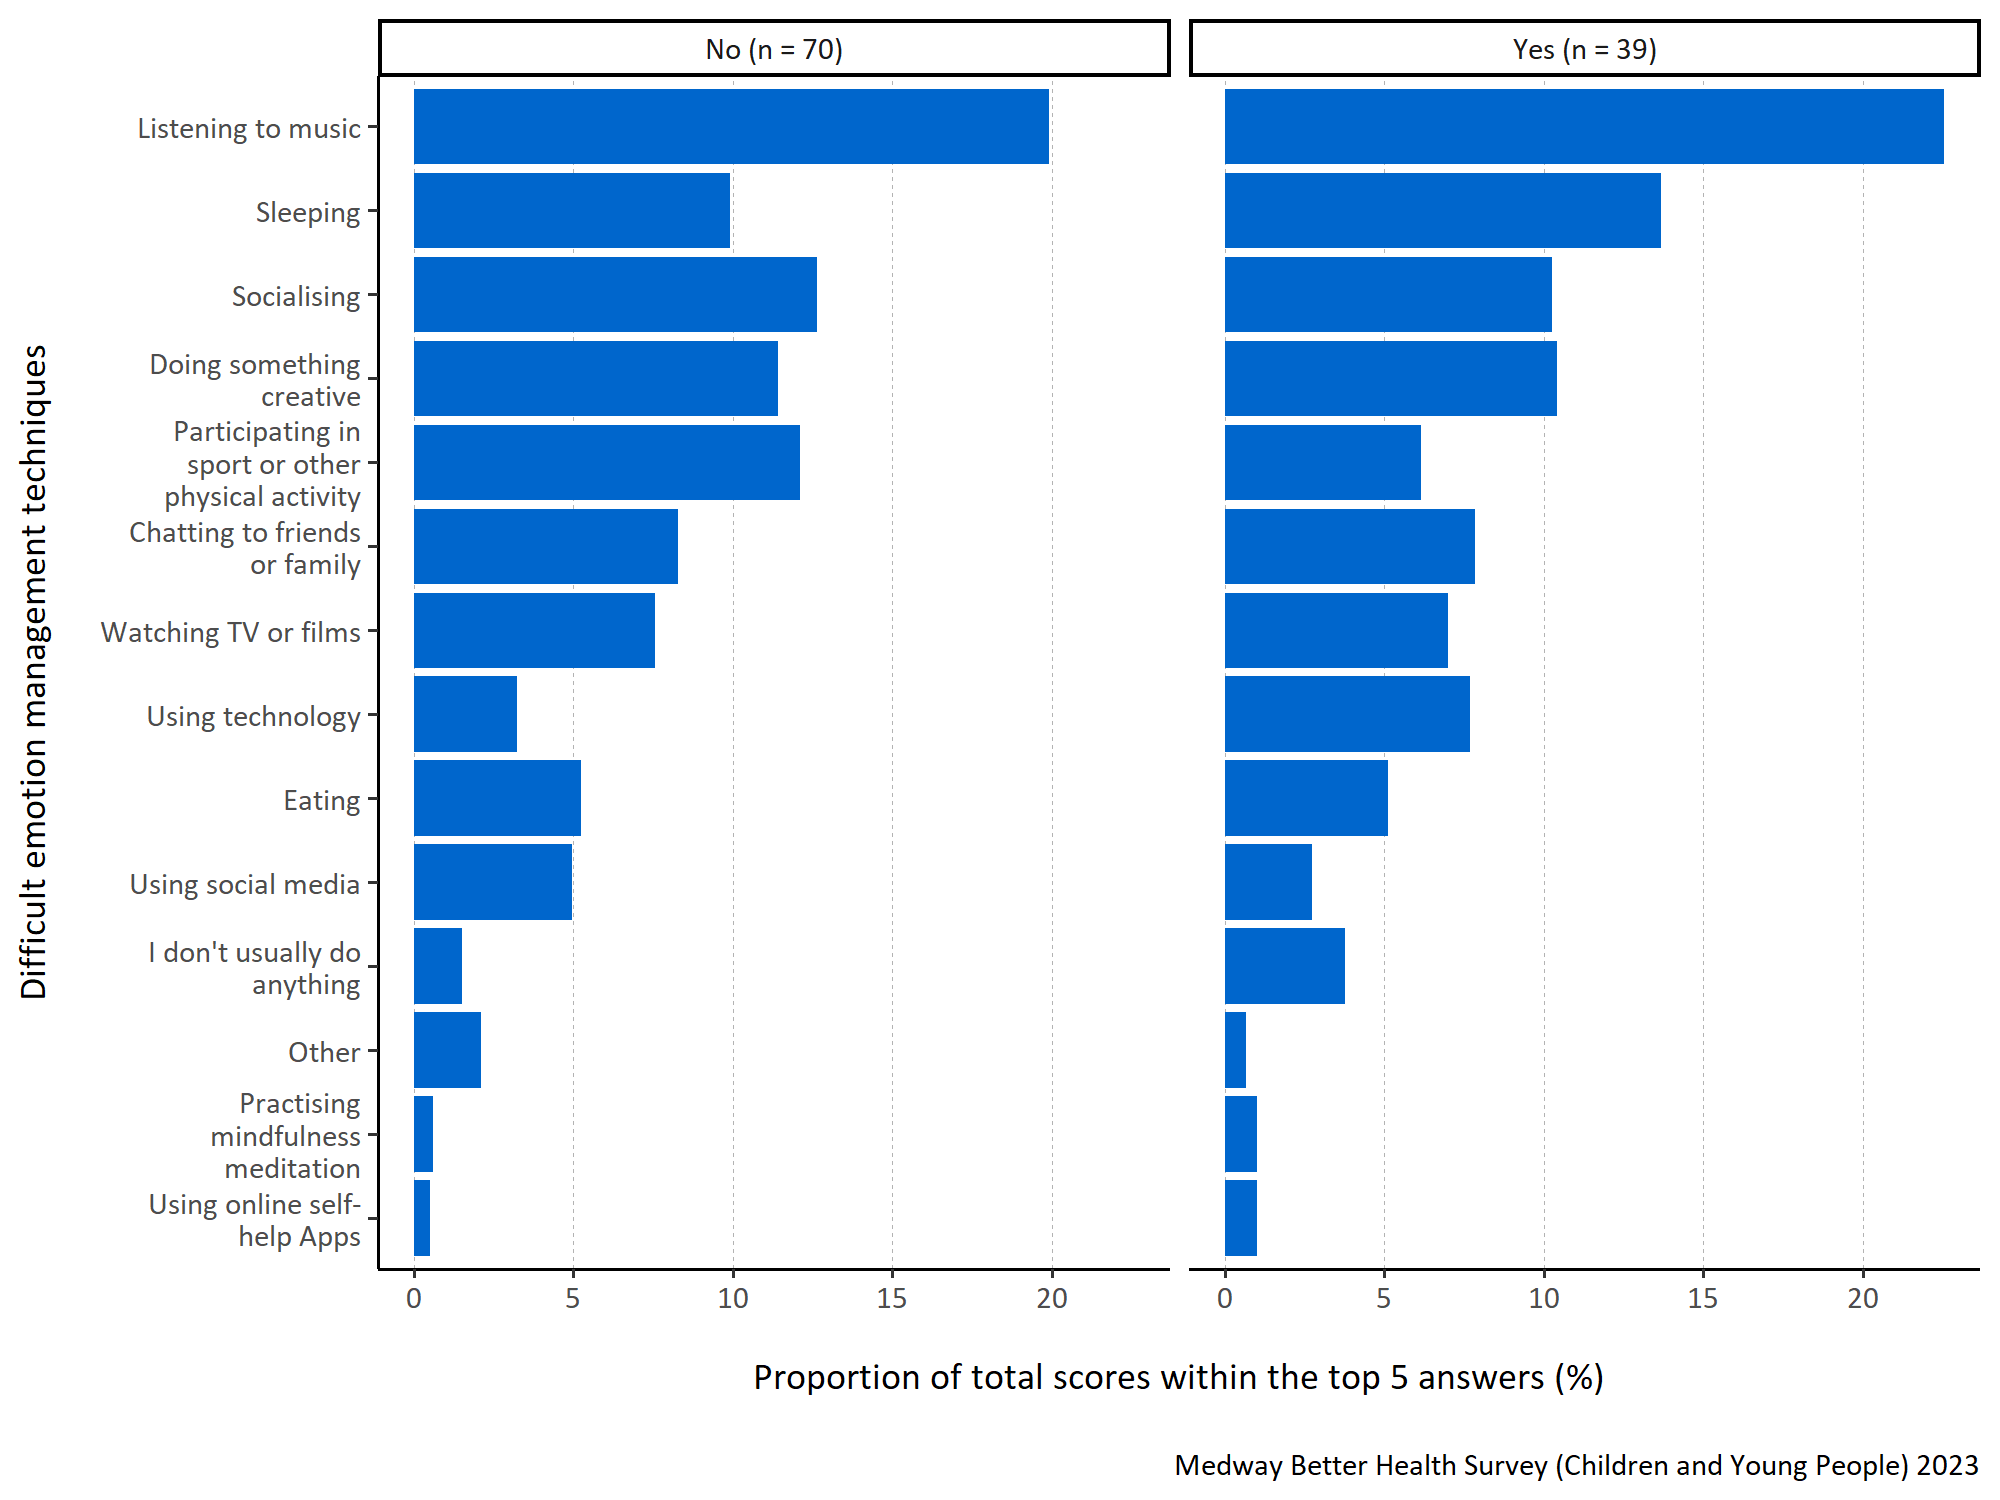 No (n = 70)
Yes (n = 39)
Difficult emotion management techniques
Listening to music
Sleeping
Socialising
Doing something
creative
Participating in
sport or other
physical activity
Chatting to friends
or family
Watching TV or films
Using technology
Eating
Using social media
I don't usually do
anything
Other
Practising
mindfulness
meditation
Using online self-
help Apps
0 5 10 15 20
0 5 10 15 20
Proportion of total scores within the top 5 answers (%)
Medway Better Health Survey (Children and Young People) 2023